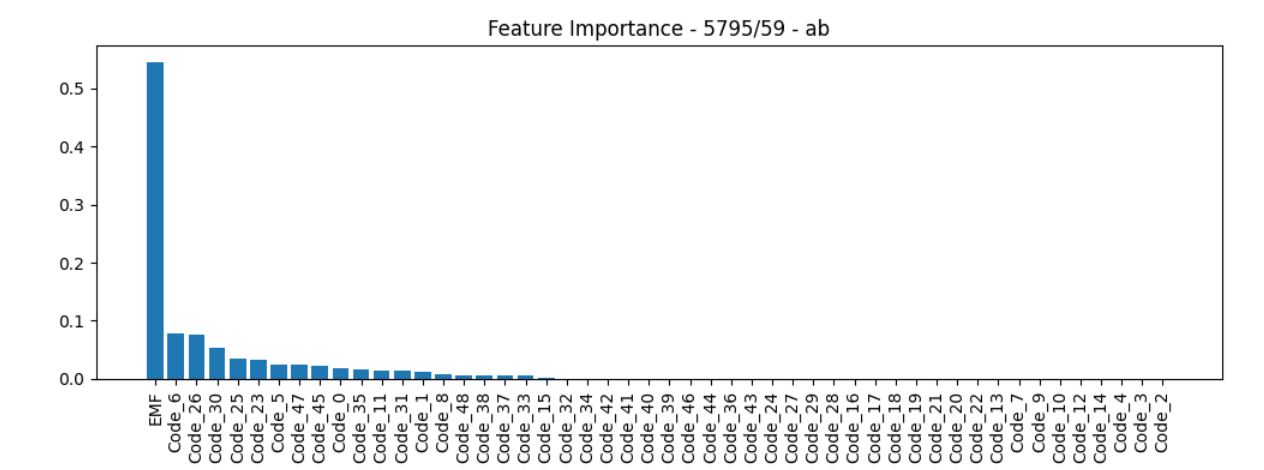 Feature Importance - 5795/59 - ab
0.5
0.4
0.3
0.2
0.1
0.0
EMF
Code_6
Code_26
Code_30
Code_25
Code_23
Code_5
Code_47
Code_45
Code_0
Code_35
Code_11
Code_31
Code_1
Code_8
Code_48
Code_38
Code_37
Code_33
Code_15
Code_32
Code_34
Code_42
Code_41
Code_40
Code_39
Code_46
Code_44
Code_36
Code_43
Code_24
Code_27
Code_29
Code_28
Code_16
Code_17
Code_18
Code_19
Code_21
Code_20
Code_22
Code_13
Code_7
Code_9
Code_10
Code_12
Code_14
Code_4
Code_3
Code_2